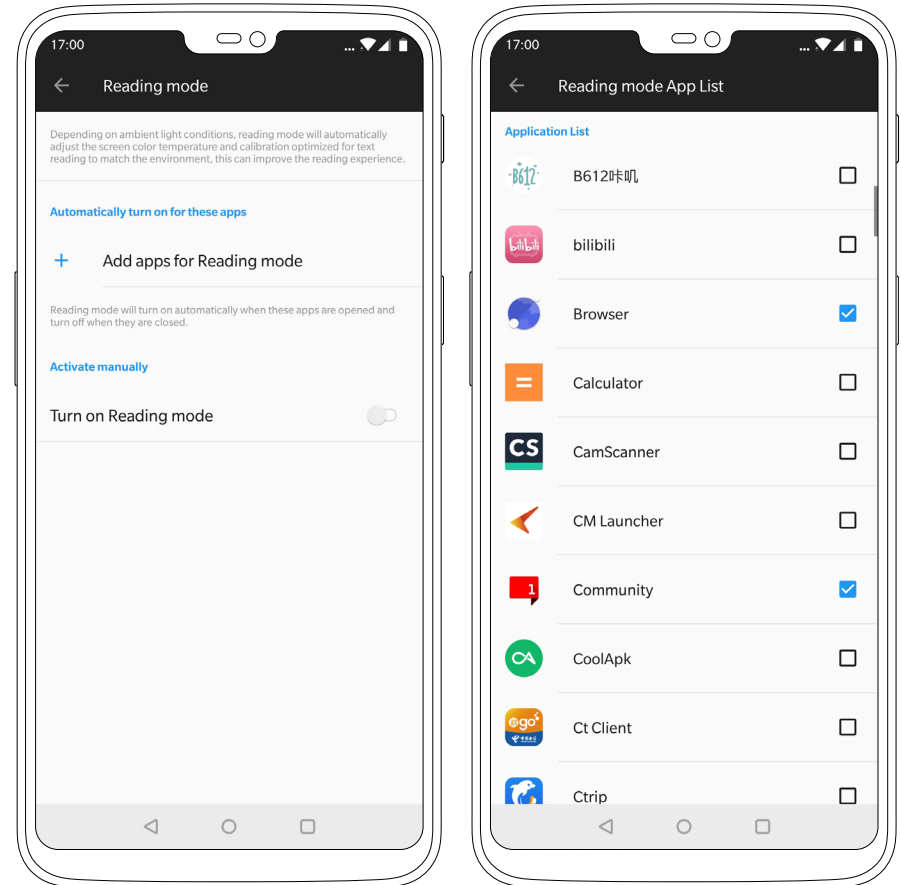 17:00
Reading mode
Depending on ambient light conditions, reading mode will automatically
adjust the screen color temperature and calibration optimized for text
reading to match the environment, this can improve the reading experience.
Automatically turn on for these apps
Add apps for Reading mode
Reading mode will turn on automatically when these apps are opened and
turn off when they are closed.
Activate manually
Turn on Reading mode
17:00
Reading mode App List
Application List
B612
B612咔叽
bilibili
bilibili
Browser
Calculator
CS
CamScanner
CM Launcher
1
Community
CoolApk
go
中国电信
Ct Client
Ctrip